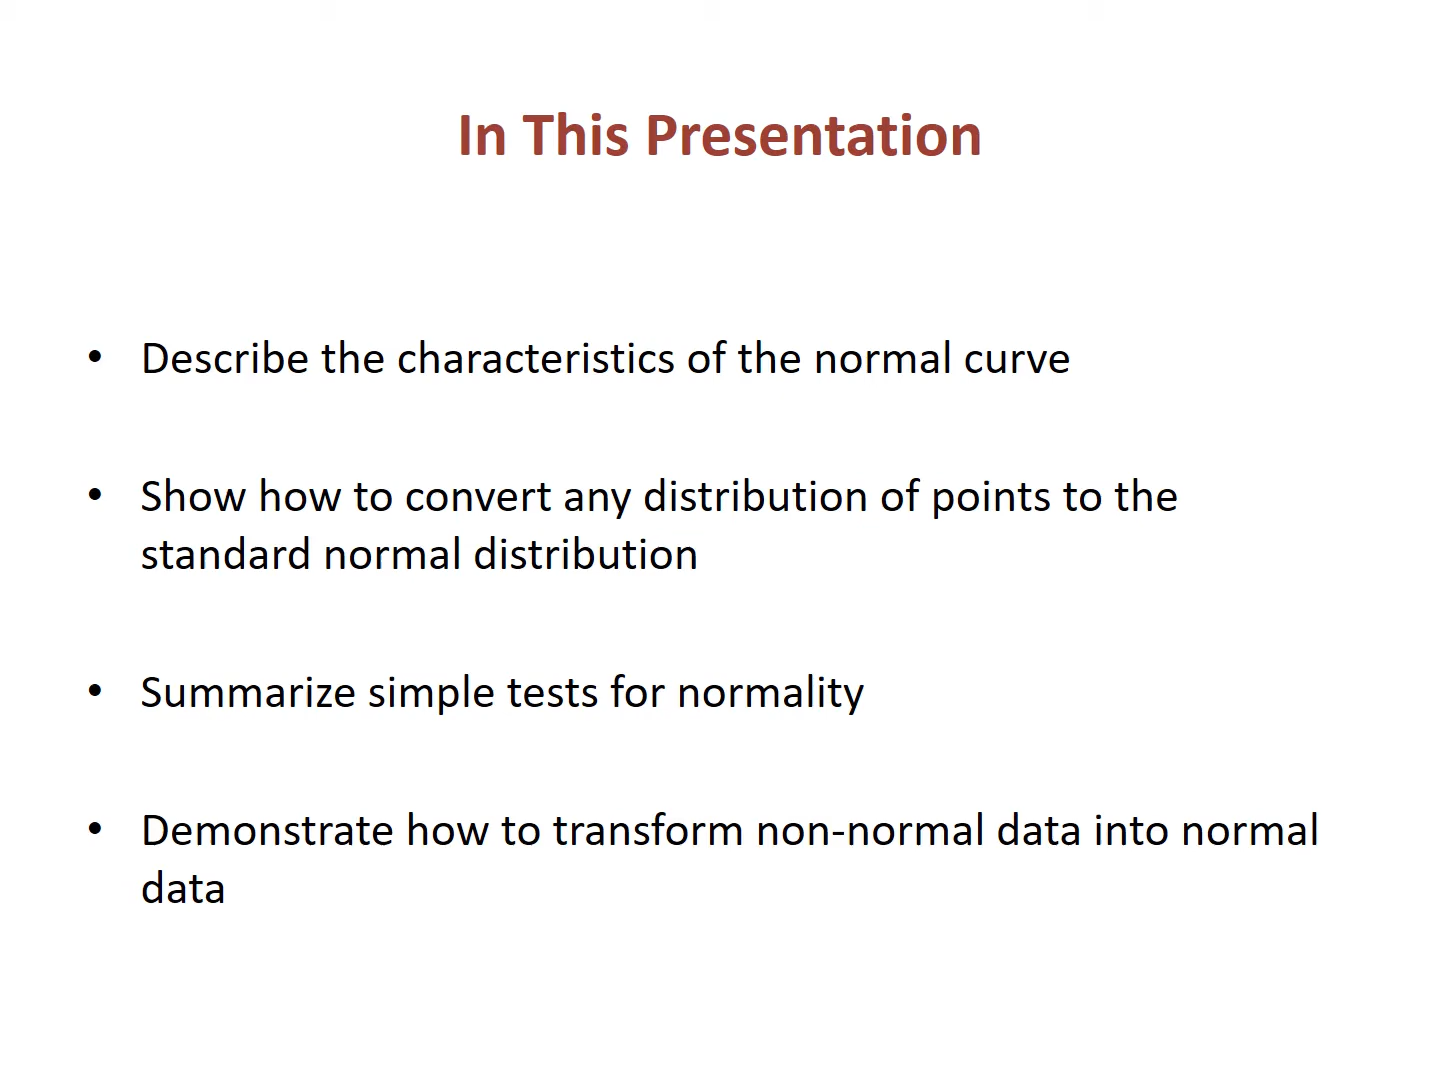 In This Presentation
• Describe the characteristics of the normal curve
• Show how to convert any distribution of points to the
standard normal distribution
• Summarize simple tests for normality
• Demonstrate how to transform non-normal data into normal
data